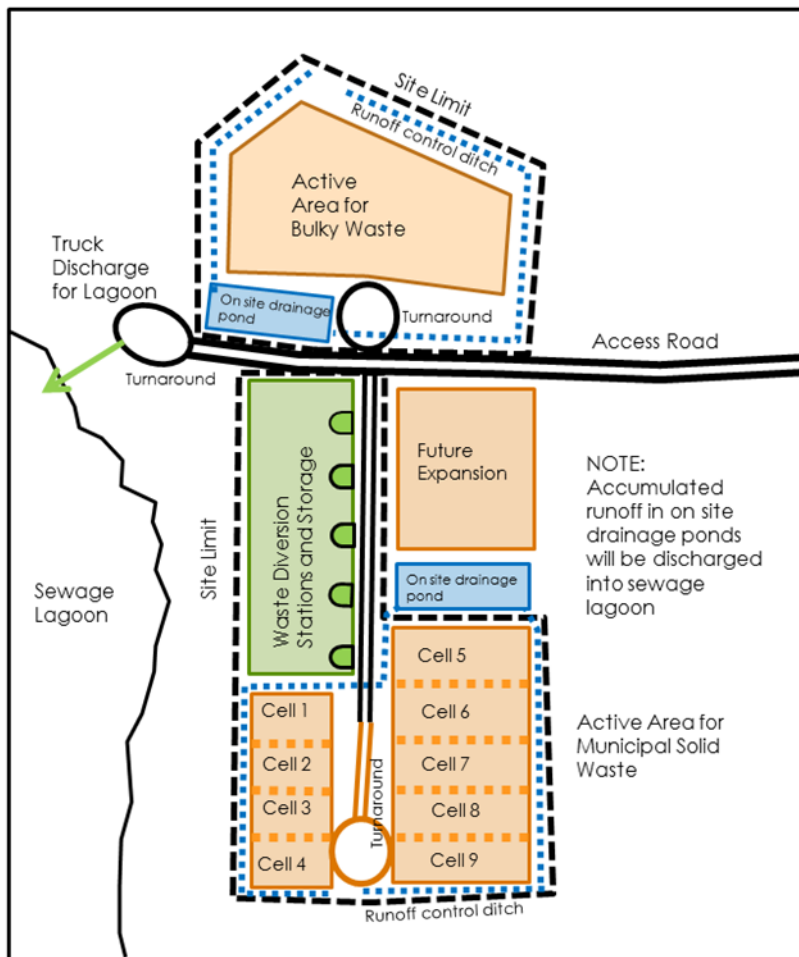 Site Limit
Runoff control ditch
Active
Area for
Bulky Waste
Truck
Discharge
for Lagoon
On site drainage
pond
Turnaround
Access Road
Turnaround
Future
Expansion
NOTE:
Accumulated
runoff in on site
drainage ponds
will be discharged
into sewage
lagoon
Waste Diversion
Stations and Storage
Site Limit
Sewage
Lagoon
On site drainage
pond
Cell 5
Cell 1
Cell 6
Active Area for
Municipal Solid
Waste
Cell 2
Cell 7
Cell 3
Cell 8
Turnaround
Cell 4
Cell 9
Runoff control ditch